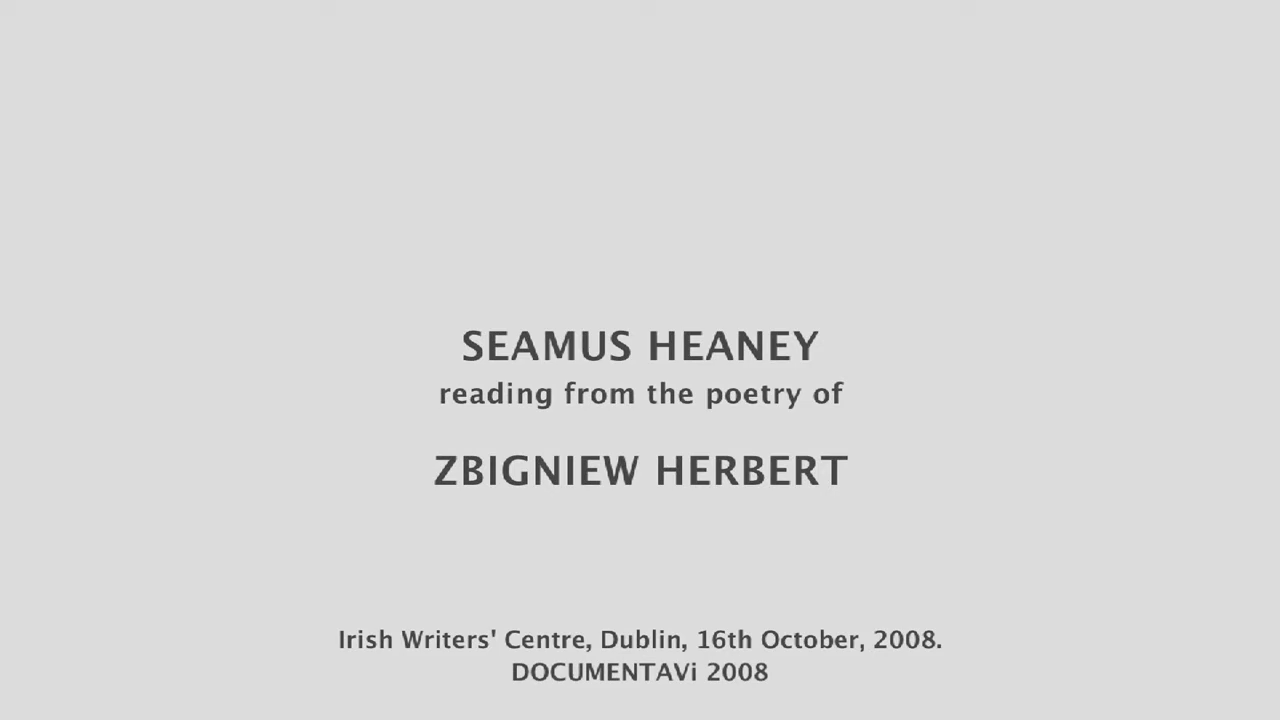 SEAMUS HEANEY
reading from the poetry of
ZBIGNIEW HERBERT
Irish Writers' Centre, Dublin, 16th October, 2008.
DOCUMENTAVi 2008